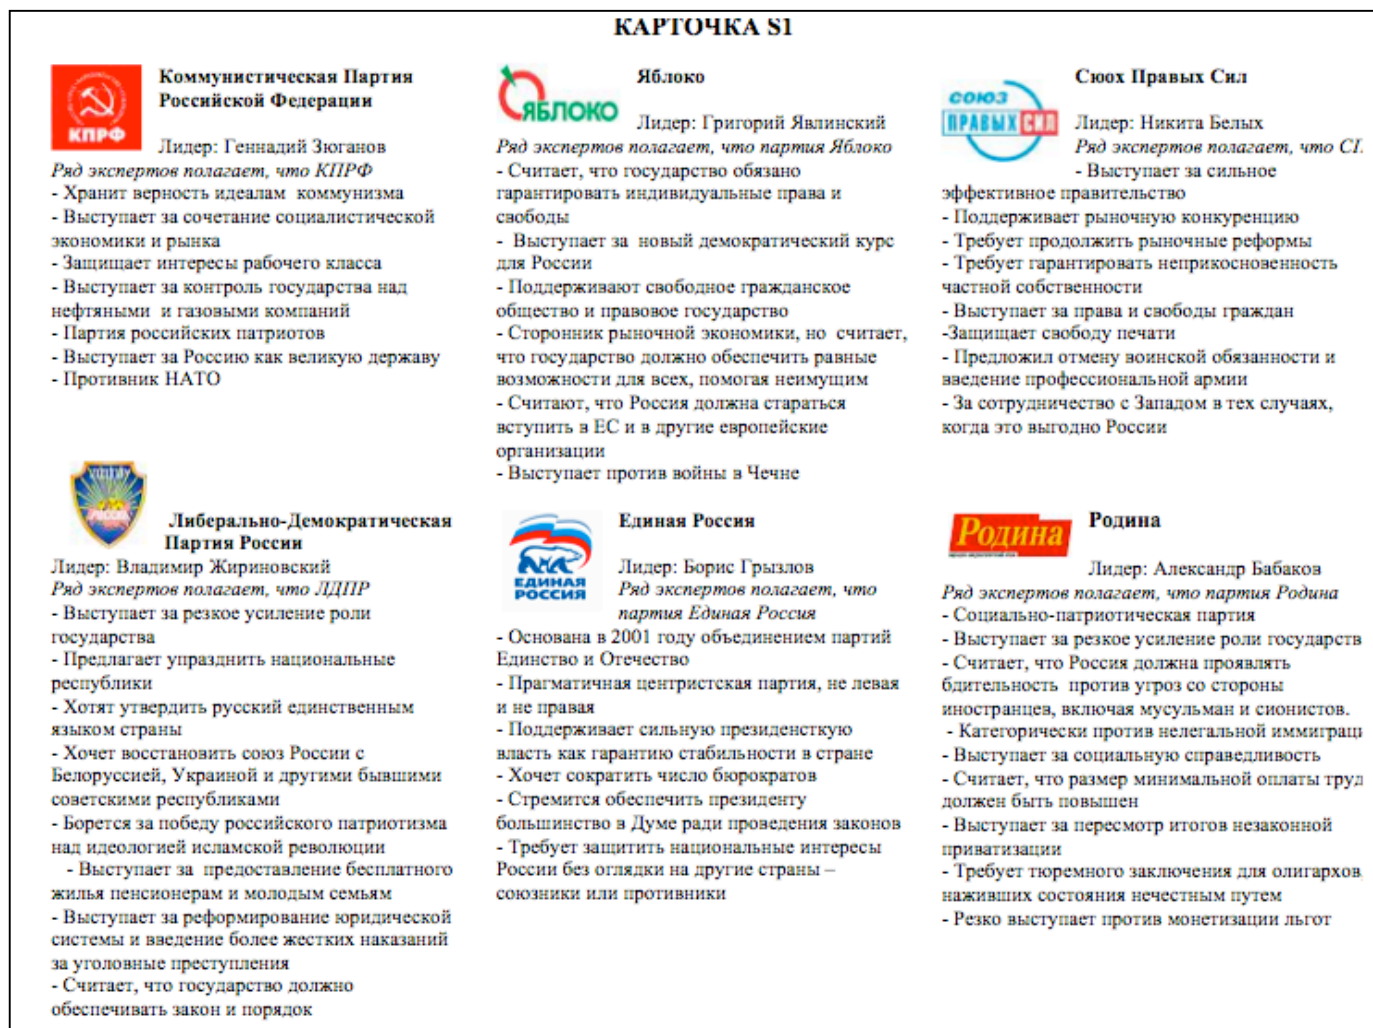 КАРТОЧКА S1
КПРФ
Коммунистическая Партия
Российской Федерации
Лидер: Геннадий Зюганов
Ряд экспертов полагает, что КПРФ
- Хранит верность идеалам коммунизма
- Выступает за сочетание социалистической
экономики и рынка
- Защищает интересы рабочего класса
- Выступает за контроль государства над
нефтяными и газовыми компаний
- Партия российских патриотов
- Выступает за Россию как великую державу
- Противник НАТО
ЯБЛОКО
Яблоко
Лидер: Григорий Явлинский
Ряд экспертов полагает, что партия Яблоко
- Считает, что государство обязано
гарантировать индивидуальные права и
свободы
- Выступает за новый демократический курс
для России
- Поддерживают свободное гражданское
общество и правовое государство
- Сторонник рыночной экономики, но считает,
что государство должно обеспечить равные
возможности для всех, помогая неимущим
- Считают, что Россия должна стараться
вступить в ЕС и в другие европейские
организации
- Выступает против войны в Чечне
СОЮЗ
ПРАВЫХ СИЛ
Сюох Правых Сил
Лидер: Никита Белых
Ряд экспертов полагает, что
- Выступает за сильное
эффективное правительство
- Поддерживает рыночную конкуренцию
- Требует продолжить рыночные реформы
- Требует гарантировать неприкосновенность
частной собственности
- Выступает за права и свободы граждан
-Защищает свободу печати
- Предложил отмену воинской обязанности и
введение профессиональной армии
- За сотрудничество с Западом в тех случаях,
когда это выгодно России
Либерально-Демократическая
Партия России
Лидер: Владимир Жириновский
Ряд экспертов полагает, что ЛДПР
- Выступает за резкое усиление роли
государства
- Предлагает упразднить национальные
республики
- Хотят утвердить русский единственным
языком страны
- Хочет восстановить союз России с
Белоруссией, Украиной и другими бывшими
советскими республиками
- Борется за победу российского патриотизма
над идеологией исламской революции
- Выступает за предоставление бесплатного
жилья пенсионерам и молодым семьям
- Выступает за реформирование юридической
системы и введение более жестких наказаний
за уголовные преступления
- Считает, что государство должно
обеспечивать закон и порядок
ЕДИНАЯ
РОССИЯ
Единая Россия
Лидер: Борис Грызлов
Ряд экспертов полагает, что
партия Единая Россия
- Основана в 2001 году объединением партий
Единство и Отечество
- Прагматичная центристская партия, не левая
и не правая
- Поддерживает сильную президенсткую
власть как гарантию стабильности в стране
- Хочет сократить число бюрократов
- Стремится обеспечить президенту
большинство в Думе ради проведения законов
- Требует защитить национальные интересы
России без оглядки на другие страны –
союзники или противники
Родина
Родина
Лидер: Александр Бабаков
Ряд экспертов полагает, что партия Родина
- Социально-патриотическая партия
- Выступает за резкое усиление роли государств
- Считает, что Россия должна проявлять
бдительность против угроз со стороны
иностранцев, включая мусульман и сионистов.
- Категорически против нелегальной иммиграц
- Выступает за социальную справедливость
- Считает, что размер минимальной оплаты труд
должен быть повышен
- Выступает за пересмотр итогов незаконной
приватизации
- Требует тюремного заключения для олигархов,
наживших состояния нечестным путем
- Резко выступает против монетизации льгот